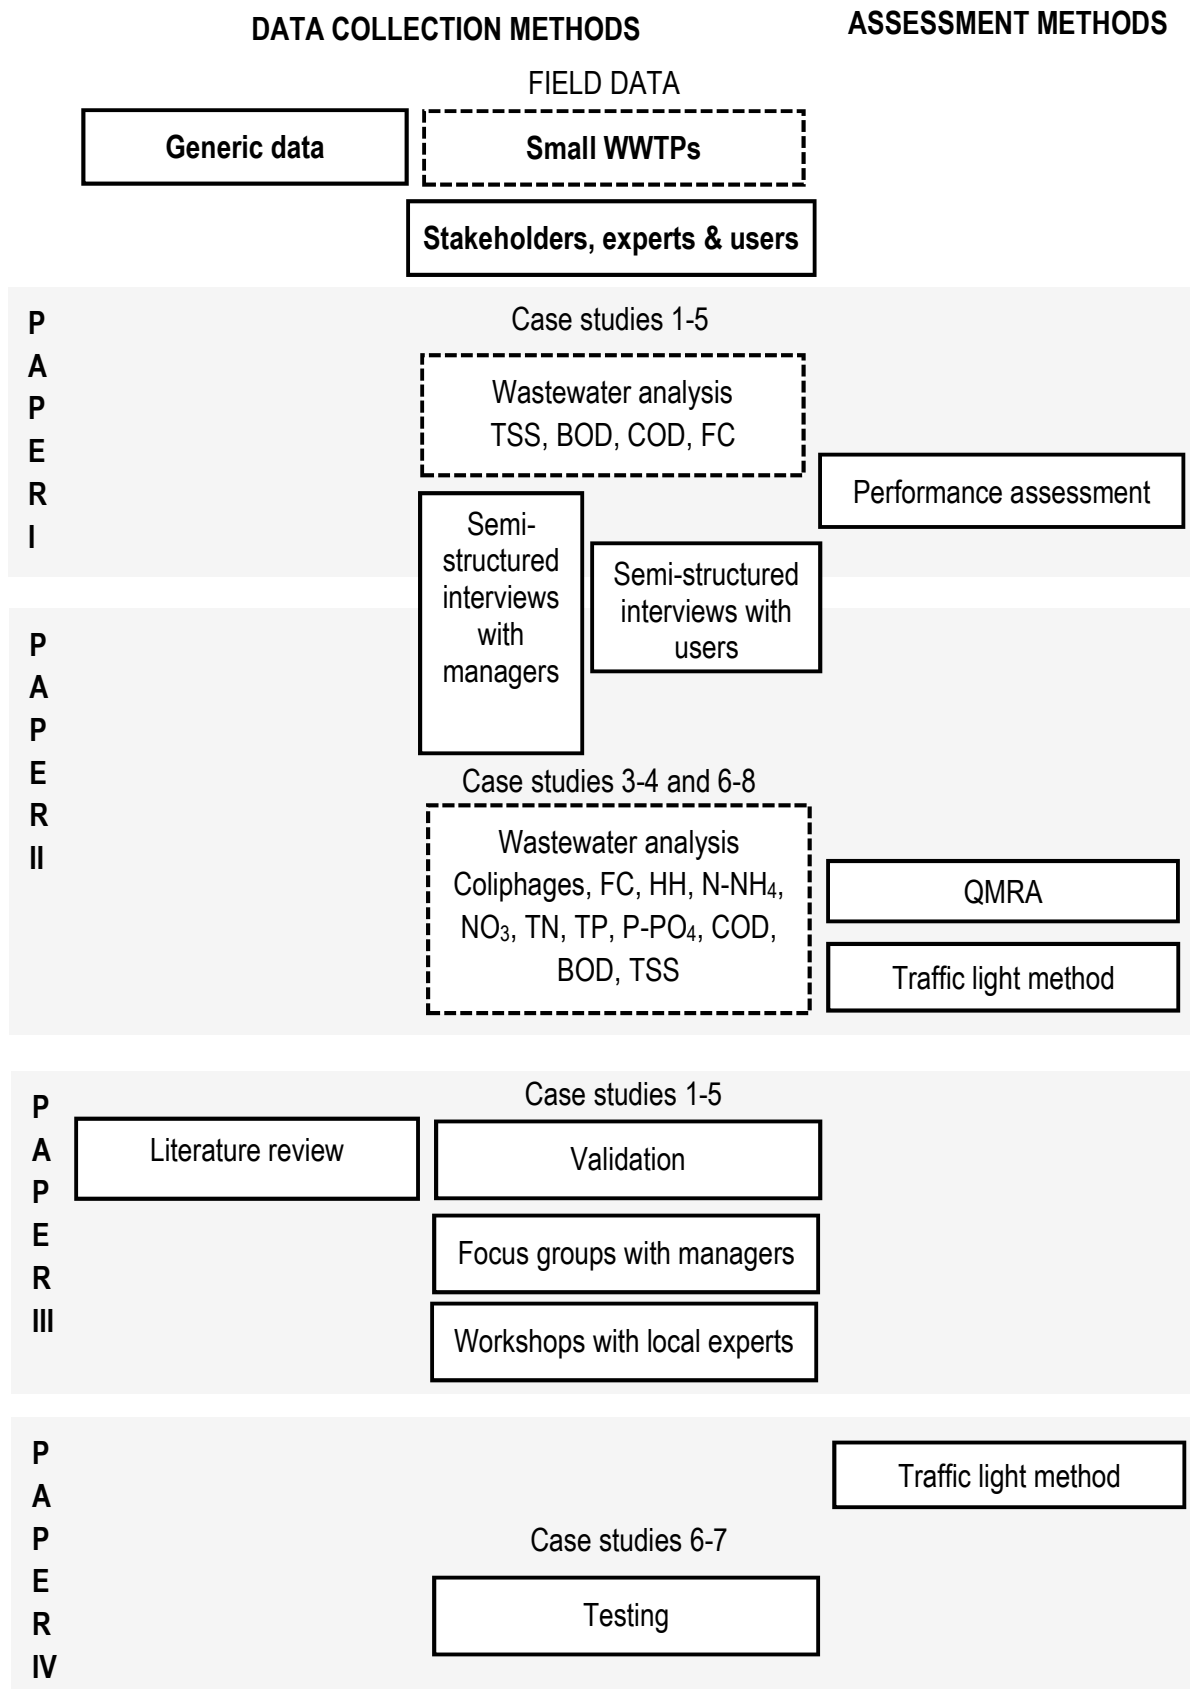 DATA COLLECTION METHODS
ASSESSMENT METHODS
FIELD DATA
Generic data
Small WWTPs
Stakeholders, experts & users
P
A
P
E
R
I
Case studies 1-5
Wastewater analysis
TSS, BOD, COD, FC
Performance assessment
Semi-
structured
interviews
with
managers
Semi-structured
interviews with
users
P
A
P
E
R
II
Case studies 3-4 and 6-8
Wastewater analysis
Coliphages, FC, HH, N-NH₄,
NO₃, TN, TP, P-PO₄, COD,
BOD, TSS
QMRA
Traffic light method
P
A
P
E
R
III
Case studies 1-5
Literature review
Validation
Focus groups with managers
Workshops with local experts
P
A
P
E
R
IV
Traffic light method
Case studies 6-7
Testing